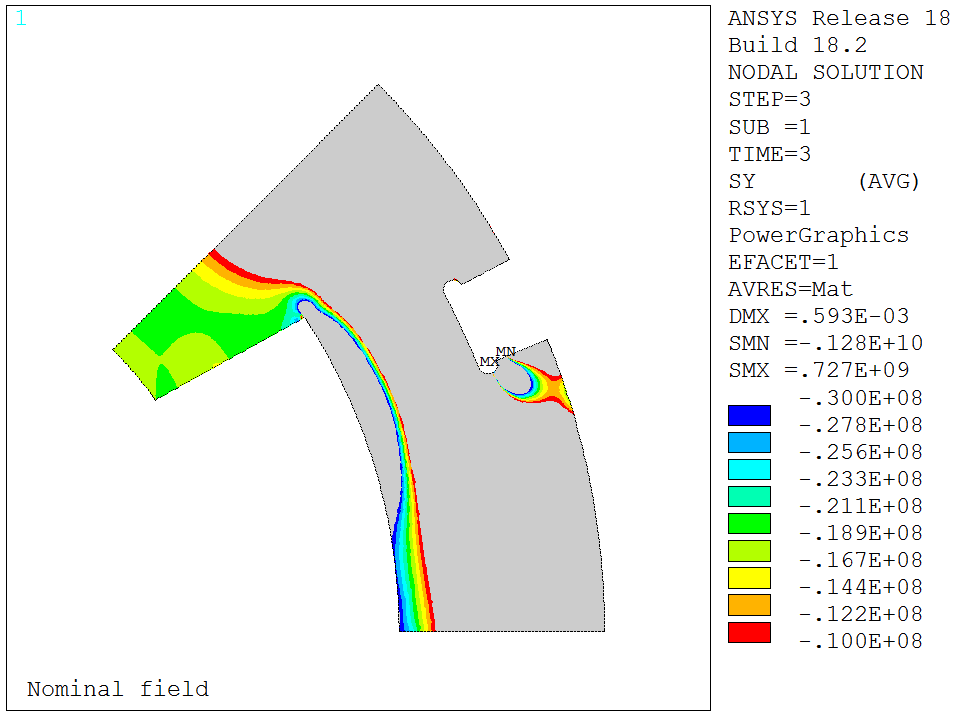 1
ANSYS Release 18
Build 18.2
NODAL SOLUTION
STEP=3
SUB =1
TIME=3
SY (AVG)
RSYS=1
PowerGraphics
EFACET=1
AVRES=Mat
DMX =.593E-03
SMN =-.128E+10
SMX =.727E+09
-.300E+08
-.278E+08
-.256E+08
-.233E+08
-.211E+08
-.189E+08
-.167E+08
-.144E+08
-.122E+08
-.100E+08
MN
MX
Nominal field